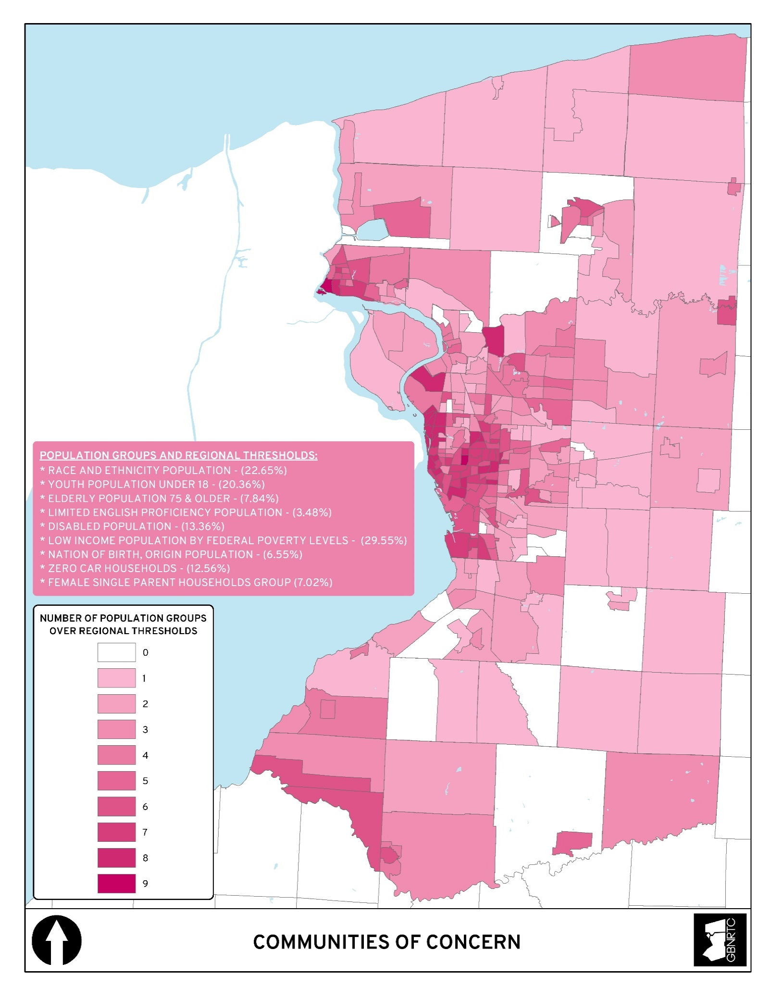 POPULATION GROUPS AND REGIONAL THRESHOLDS:
* RACE AND ETHNICITY POPULATION - (22.65%)
* YOUTH POPULATION UNDER 18 - (20.36%)
* ELDERLY POPULATION 75 & OLDER - (7.84%)
* LIMITED ENGLISH PROFICIENCY POPULATION - (3.48%)
* DISABLED POPULATION - (13.36%)
* LOW INCOME POPULATION BY FEDERAL POVERTY LEVELS - (29.55%)
* NATION OF BIRTH, ORIGIN POPULATION - (6.55%)
* ZERO CAR HOUSEHOLDS - (12.56%)
* FEMALE SINGLE PARENT HOUSEHOLDS GROUP (7.02%)
NUMBER OF POPULATION GROUPS
OVER REGIONAL THRESHOLDS
0
1
2
3
4
5
6
7
8
9
COMMUNITIES OF CONCERN
GBNRTC